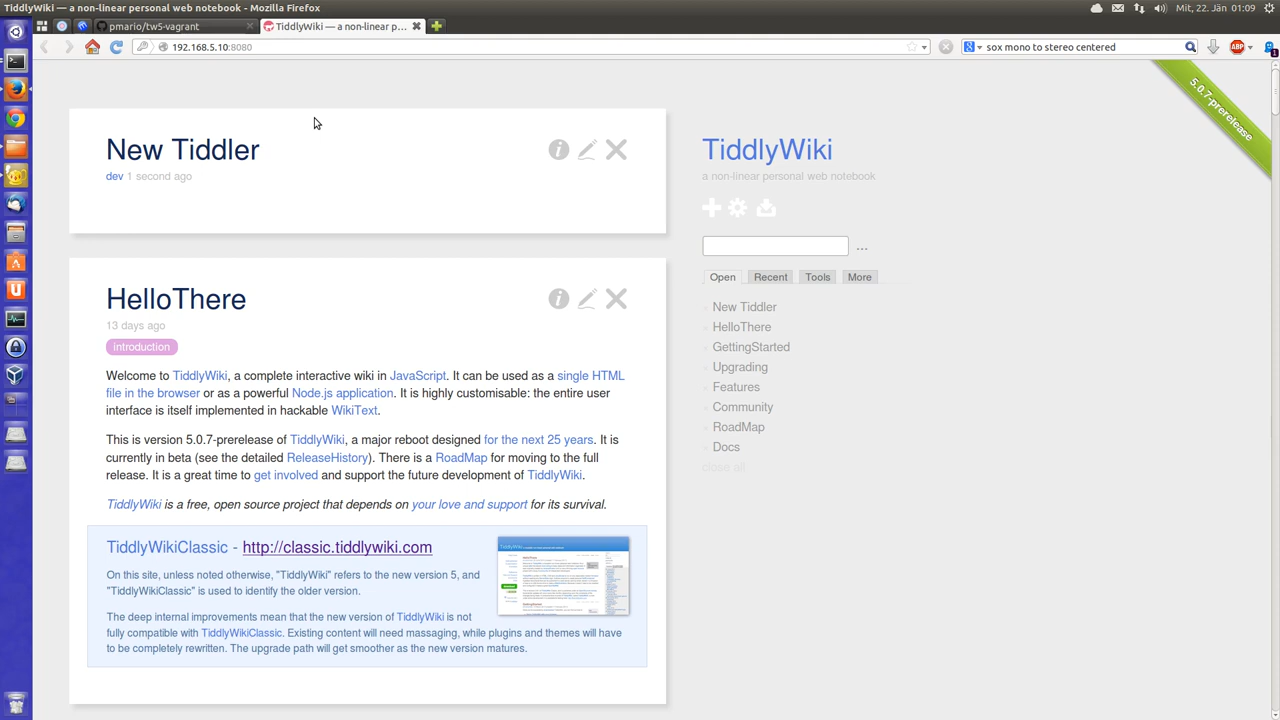 TiddlyWiki — a non-linear personal web notebook - Mozilla Firefox
Mit, 22. Jän 01:09
pmario/tw5-vagrant
TiddlyWiki — a non-linear p...
192.168.5.10:8080
sox mono to stereo centered
ABP
1
5.0.7-prerelease
New Tiddler
dev 1 second ago
HelloThere
13 days ago
introduction
Welcome to TiddlyWiki, a complete interactive wiki in JavaScript. It can be used as a single HTML
file in the browser or as a powerful Node.js application. It is highly customisable: the entire user
interface is itself implemented in hackable WikiText.
This is version 5.0.7-prerelease of TiddlyWiki, a major reboot designed for the next 25 years. It is
currently in beta (see the detailed ReleaseHistory). There is a RoadMap for moving to the full
release. It is a great time to get involved and support the future development of TiddlyWiki.
TiddlyWiki is a free, open source project that depends on your love and support for its survival.
TiddlyWikiClassic - http://classic.tiddlywiki.com
On this site, unless noted otherwise, "TiddlyWiki" refers to the new version 5, and
"TiddlyWikiClassic" is used to identify the older version.
The deep internal improvements mean that the new version of TiddlyWiki is not
fully compatible with TiddlyWikiClassic. Existing content will need massaging, while plugins and themes will have
to be completely rewritten. The upgrade path will get smoother as the new version matures.
TiddlyWiki
a non-linear personal web notebook
...
Open Recent Tools More
New Tiddler
HelloThere
GettingStarted
Upgrading
Features
Community
RoadMap
Docs
close all